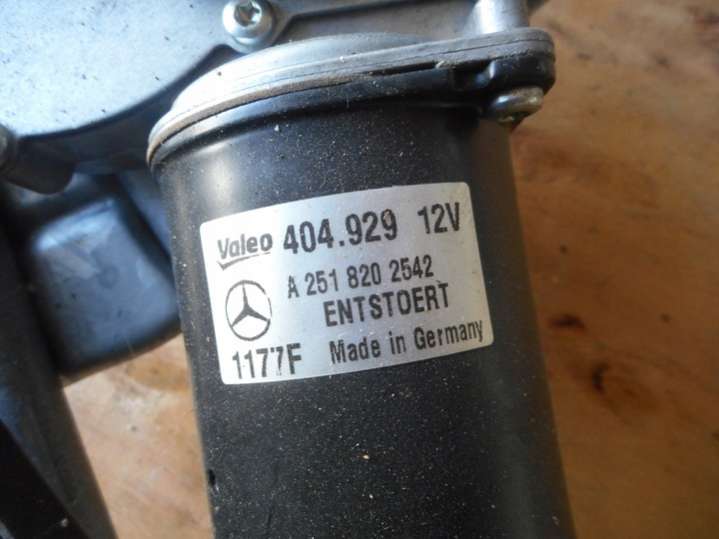 Valeo 404.929 12V
A 251 820 2542
ENTSTOERT
1177F Made in Germany